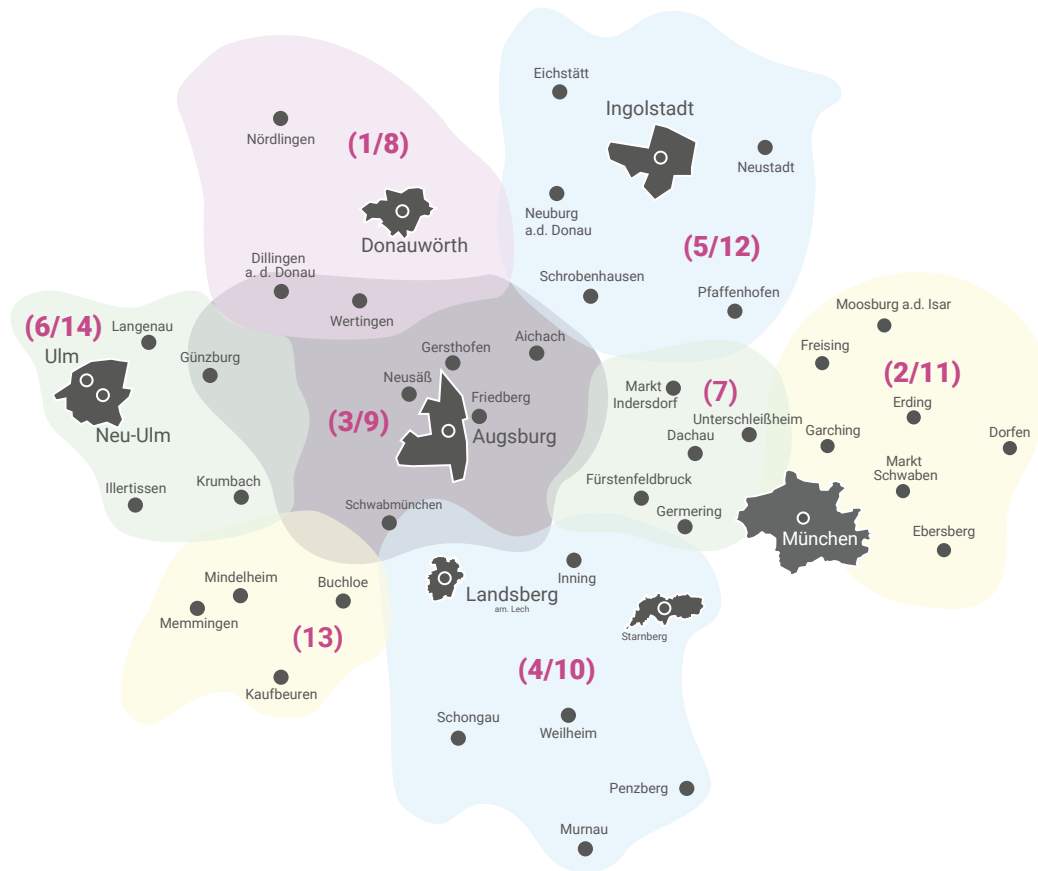 Eichstätt
Ingolstadt
Nördlingen
(1/8)
Neustadt
Neuburg
a.d. Donau
Donauwörth
(5/12)
Dillingen
a. d. Donau
Schrobenhausen
Pfaffenhofen
Wertingen
Moosburg a.d. Isar
(6/14)
Langenau
Ulm
Günzburg
Gersthofen
Aichach
Freising
(2/11)
Neusäß
Friedberg
Markt
Indersdorf
(7)
Erding
(3/9)
Augsburg
Unterschleißheim
Dachau
Garching
Dorfen
Neu-Ulm
Markt
Schwaben
Illertissen
Krumbach
Fürstenfeldbruck
Schwabmünchen
Germering
München
Ebersberg
Mindelheim
Buchloe
Inning
Landsberg
am. Lech
Memmingen
(13)
Starnberg
(4/10)
Kaufbeuren
Schongau
Weilheim
Penzberg
Murnau